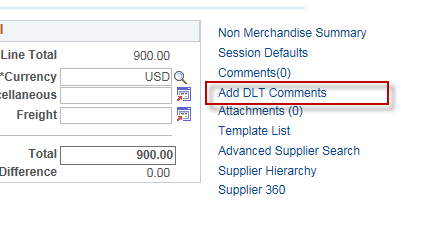 Line Total 900.00
*Currency USD
cellaneous
Freight
Total 900.00
Difference 0.00
Non Merchandise Summary
Session Defaults
Comments(0)
Add DLT Comments
Attachments (0)
Template List
Advanced Supplier Search
Supplier Hierarchy
Supplier 360